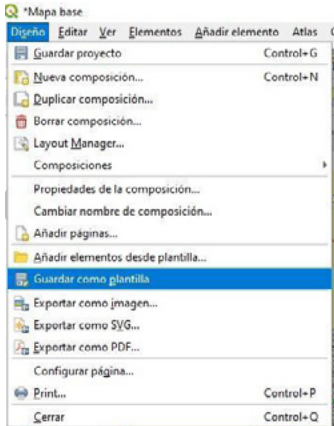 *Mapa base
Diseño Editar Ver Elementos Añadir elemento Atlas
Guardar proyecto Control+G
Nueva composición... Control+N
Duplicar composición...
Borrar composición...
Layout Manager...
Composiciones
Propiedades de la composición...
Cambiar nombre de composición...
Añadir páginas...
Añadir elementos desde plantilla...
Guardar como plantilla
Exportar como imagen...
Exportar como SVG...
Exportar como PDF...
Configurar página...
Print... Control+P
Cerrar Control+Q